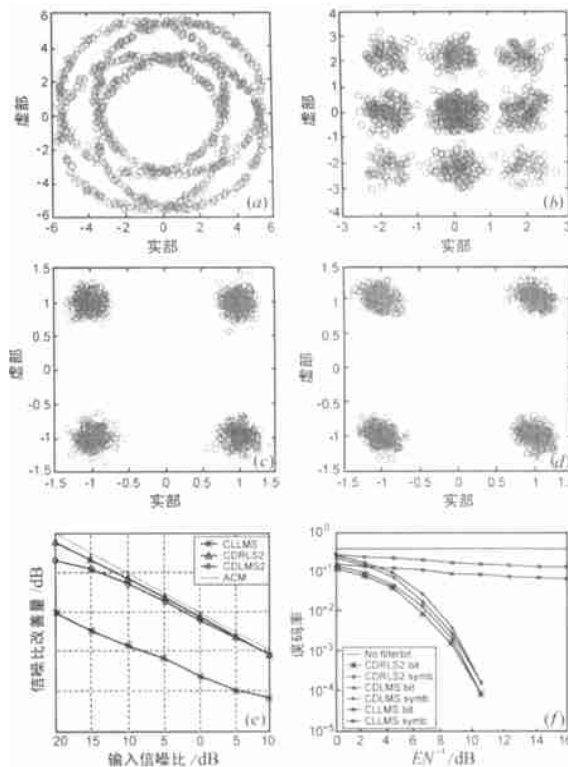 6
4
2
0
-2
-4
-6
虚部
(a)
-6 -4 -2 0 2 4 6
实部
4
3
2
1
0
-1
-2
-3
-4
虚部
(b)
-3 -2 -1 0 1 2 3
实部
1.5
1
0.5
0
-0.5
-1
-1.5
虚部
(c)
-1.5 -1 -0.5 0 0.5 1 1.5
实部
1.5
1
0.5
0
-0.5
-1
-1.5
虚部
(d)
-1.5 -1 -0.5 0 0.5 1 1.5
实部
CLLMS
CDRLS2
CDLMS2
ACM
信噪比改善量/dB
(e)
20 15 10 5 0 5 10
输入信噪比/dB
10⁰
10⁻¹
10⁻²
10⁻³
10⁻⁴
10⁻⁵
误码率
No filterbit
CDRLS2 bit
CDRLS2 symb
CDLMS bit
CDLMS symb
CLLMS bit
CLLMS symb
(f)
0 2 4 6 8 10 12 14 16
EN⁻¹/dB